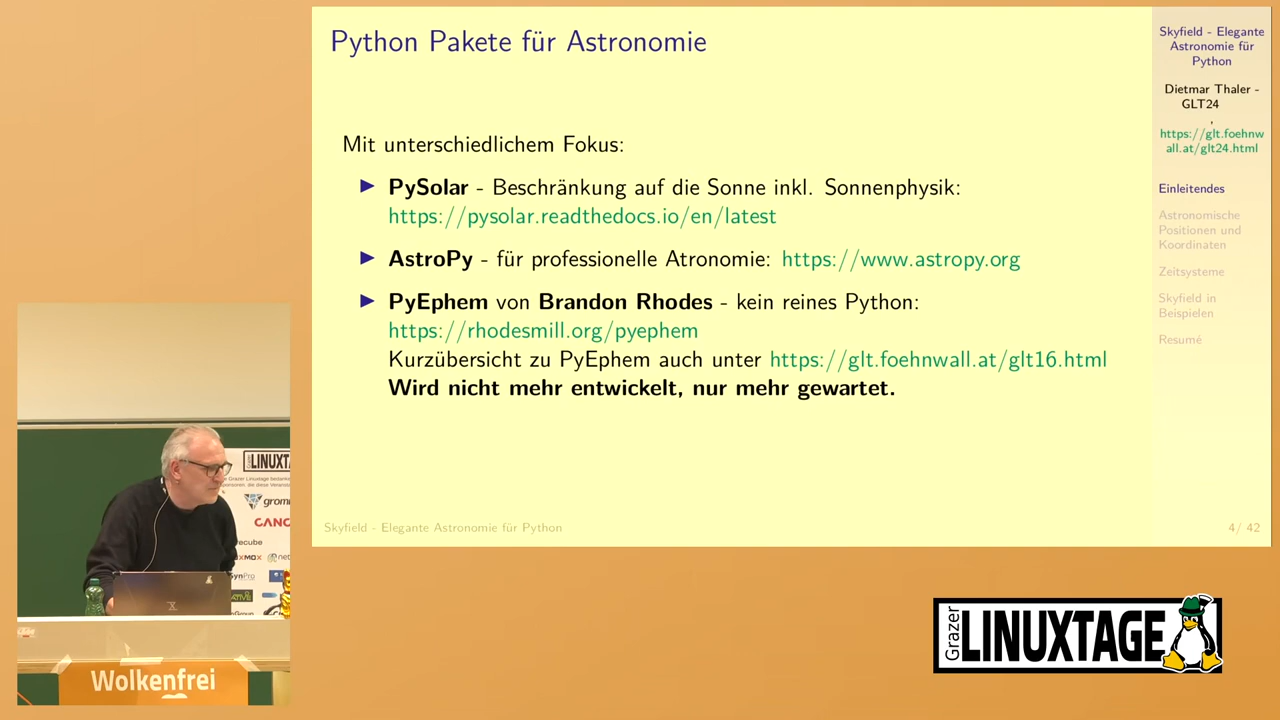 Python Pakete für Astronomie
Mit unterschiedlichem Fokus:
▶ PySolar - Beschränkung auf die Sonne inkl. Sonnenphysik:
https://pysolar.readthedocs.io/en/latest
▶ AstroPy - für professionelle Atronomie: https://www.astropy.org
▶ PyEphem von Brandon Rhodes - kein reines Python:
https://rhodesmill.org/pyephem
Kurzübersicht zu PyEphem auch unter https://glt.foehnwall.at/glt16.html
Wird nicht mehr entwickelt, nur mehr gewartet.
Skyfield - Elegante Astronomie für Python
4/ 42
Skyfield - Elegante
Astronomie für
Python
Dietmar Thaler -
GLT24
,
https://glt.foehnw
all.at/glt24.html
Einleitendes
Astronomische
Positionen und
Koordinaten
Zeitsysteme
Skyfield in
Beispielen
Resumé
LINUXTA
grom
CANC
Wolkenfrei
Grazer
LINUXTAGE